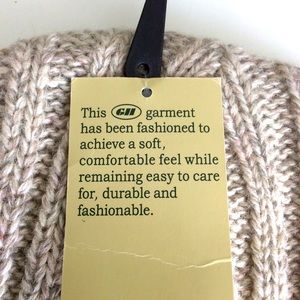 This GH garment
has been fashioned to
achieve a soft,
comfortable feel while
remaining easy to care
for, durable and
fashionable.